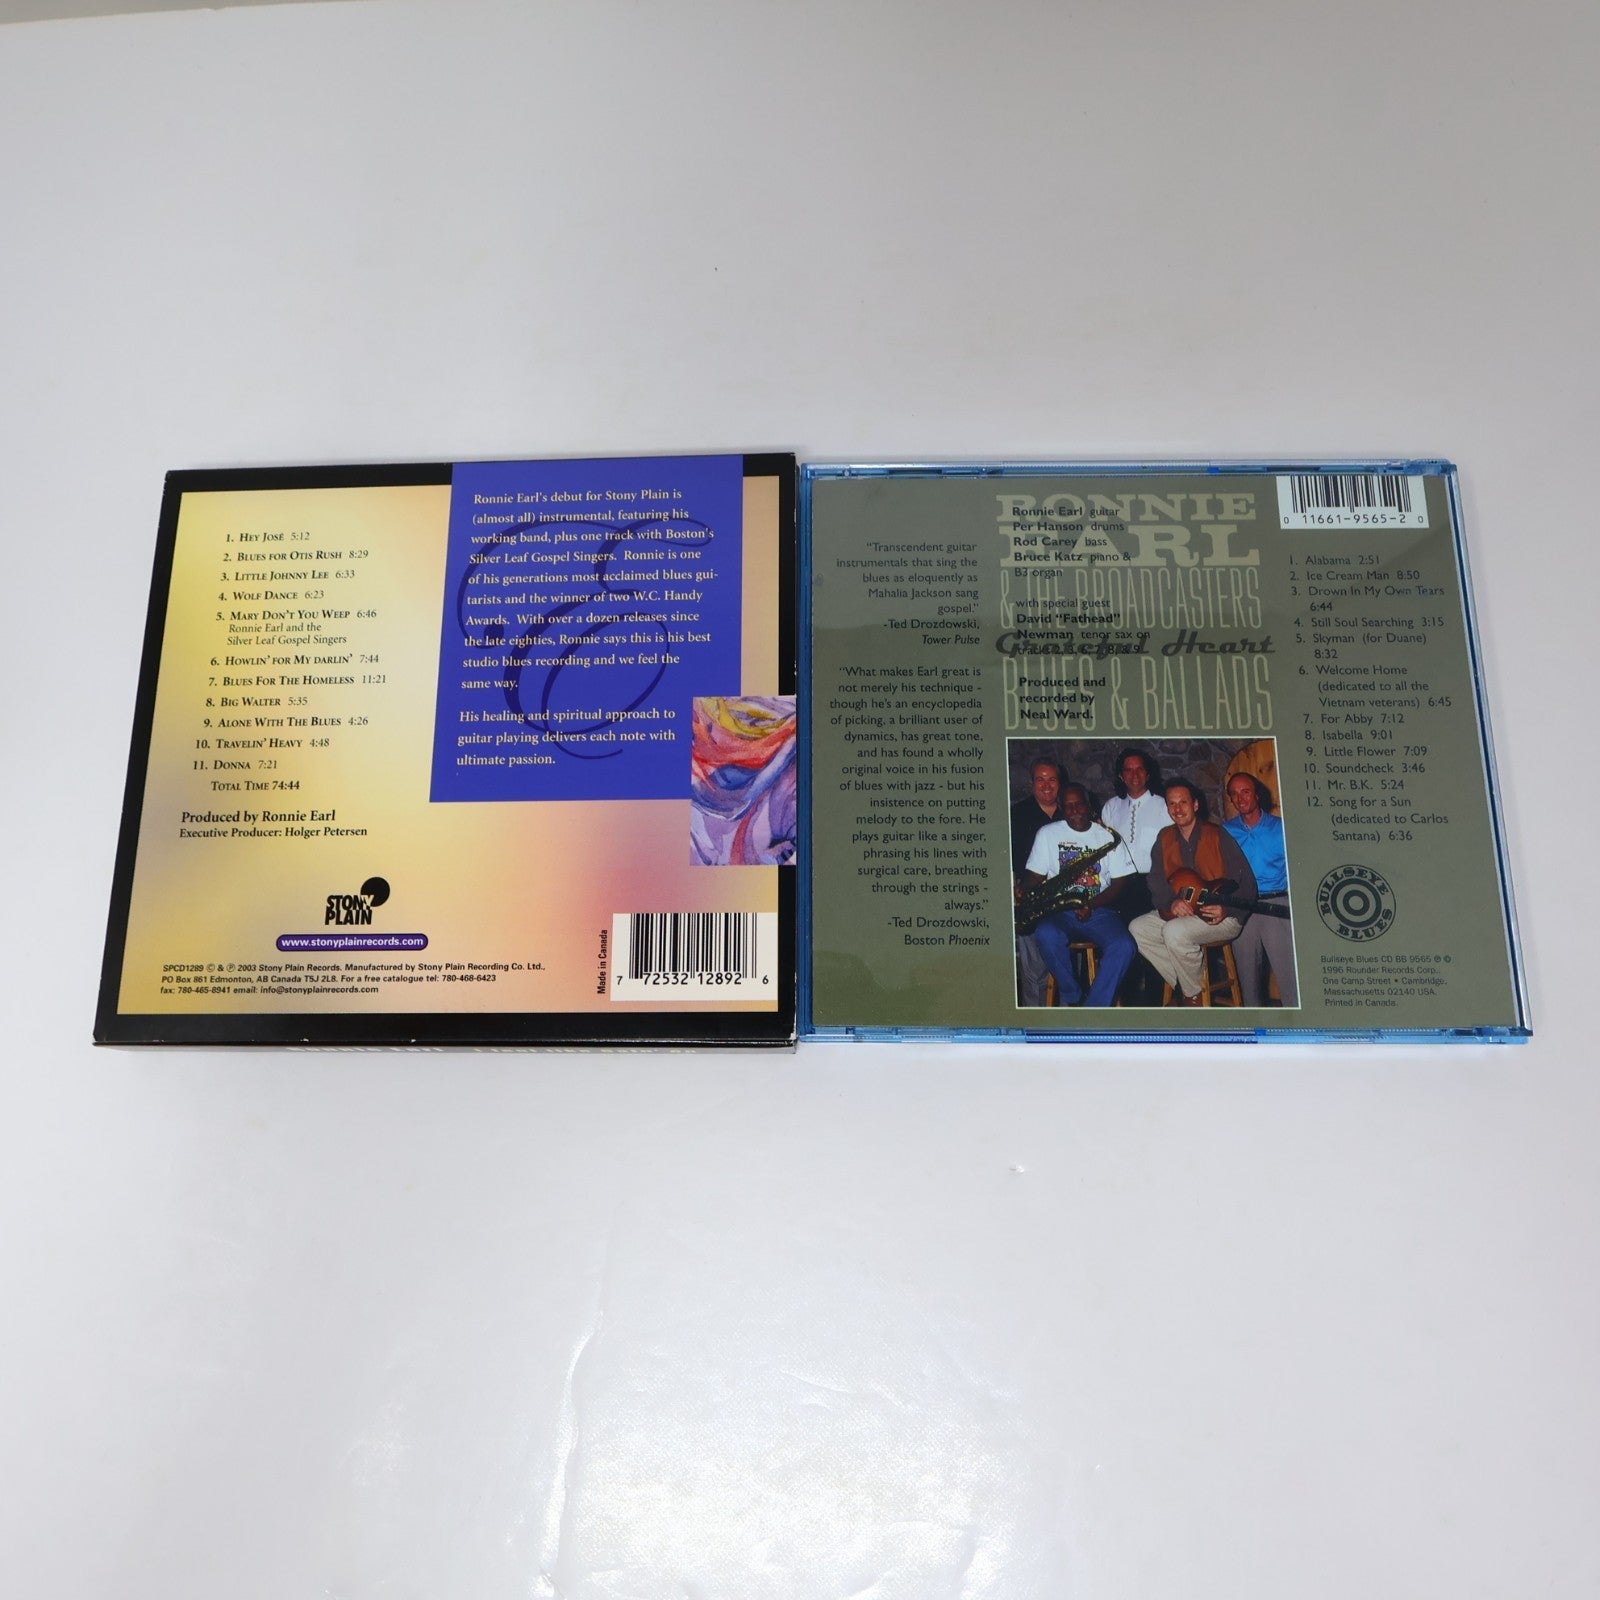 1. HEY JOSÉ 5:12
2. BLUES FOR OTIS RUSH 8:29
3. LITTLE JOHNNY LEE 6:33
4. WOLF DANCE 6:23
5. MARY DON'T YOU WEEP 6:46
Ronnie Earl and the
Silver Leaf Gospel Singers
6. HOWLIN' FOR MY DARLIN' 7:44
7. BLUES FOR THE HOMELESS 11:21
8. BIG WALTER 5:35
9. ALONE WITH THE BLUES 4:26
10. TRAVELIN' HEAVY 4:48
11. DONNA 7:21
TOTAL TIME 74:44
Produced by Ronnie Earl
Executive Producer: Holger Petersen
STONY
PLAIN
www.stonyplainrecords.com
SPCD1289 © & ℗ 2003 Stony Plain Records. Manufactured by Stony Plain Recording Co. Ltd.,
PO Box 861 Edmonton, AB Canada T5J 2L8. For a free catalogue tel: 780-468-6423
fax: 780-465-8941 email: info@stonyplainrecords.com
Ronnie Earl's debut for Stony Plain is
(almost all) instrumental, featuring his
working band, plus one track with Boston's
Silver Leaf Gospel Singers. Ronnie is one
of his generations most acclaimed blues gui-
tarists and the winner of two W.C. Handy
Awards. With over a dozen releases since
the late eighties, Ronnie says this is his best
studio blues recording and we feel the
same way.
His healing and spiritual approach to
guitar playing delivers each note with
ultimate passion.
Made in Canada
7 72532 12892 6
Ronnie Earl I feel like goin' on
"Transcendent guitar
instrumentals that sing the
blues as eloquently as
Mahalia Jackson sang
gospel."
-Ted Drozdowski,
Tower Pulse
"What makes Earl great is
not merely his technique -
though he's an encyclopedia
of picking, a brilliant user of
dynamics, has great tone,
and has found a wholly
original voice in his fusion
of blues with jazz - but his
insistence on putting
melody to the fore. He
plays guitar like a singer,
phrasing his lines with
surgical care, breathing
through the strings -
always."
-Ted Drozdowski,
Boston Phoenix
RONNIE
EARL
& THE BROADCASTERS
Grateful Heart
BLUES & BALLADS
Ronnie Earl guitar
Per Hanson drums
Rod Carey bass
Bruce Katz piano &
B3 organ
with special guest
David "Fathead"
Newman tenor sax on
tracks 2, 3, 6, 7, 8, & 9
Produced and
recorded by
Neal Ward.
Playboy Jazz
0 11661-9565-2 0
1. Alabama 2:51
2. Ice Cream Man 8:50
3. Drown In My Own Tears
6:44
4. Still Soul Searching 3:15
5. Skyman (for Duane)
8:32
6. Welcome Home
(dedicated to all the
Vietnam veterans) 6:45
7. For Abby 7:12
8. Isabella 9:01
9. Little Flower 7:09
10. Soundcheck 3:46
11. Mr. B.K. 5:24
12. Song for a Sun
(dedicated to Carlos
Santana) 6:36
BULLSEYE
BLUES
Bullseye Blues CD BB 9565 ℗ ©
1996 Rounder Records Corp.,
One Camp Street • Cambridge,
Massachusetts 02140 USA.
Printed in Canada.